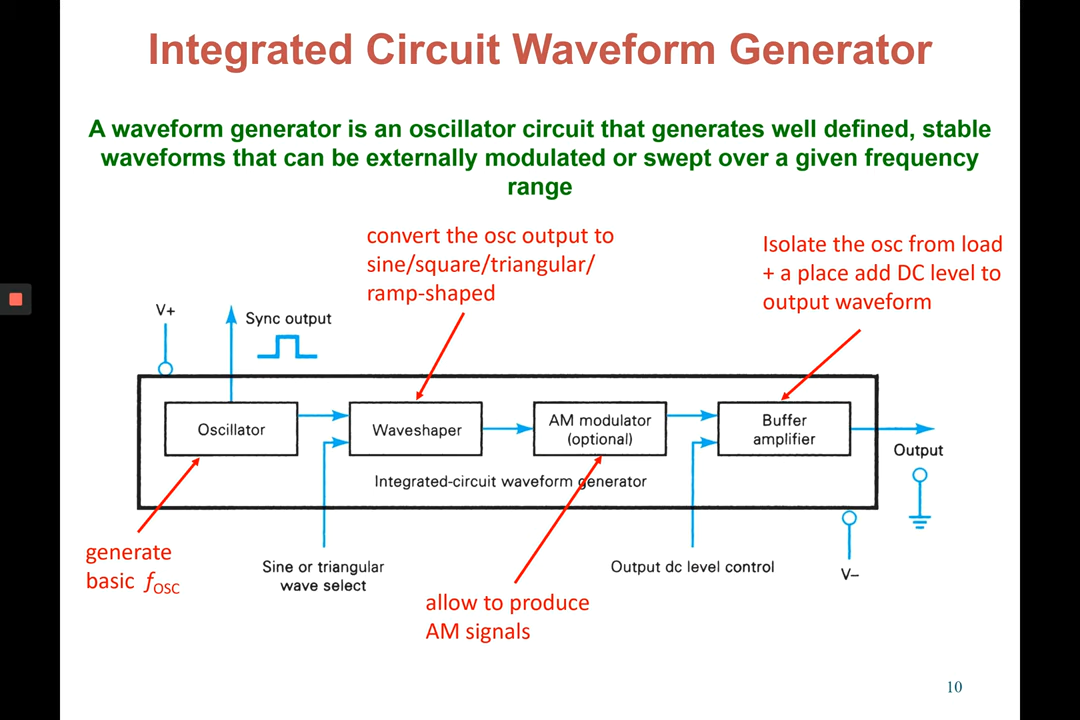 Integrated Circuit Waveform Generator
A waveform generator is an oscillator circuit that generates well defined, stable
waveforms that can be externally modulated or swept over a given frequency
range
convert the osc output to
sine/square/triangular/
ramp-shaped
Isolate the osc from load
+ a place add DC level to
output waveform
V+
Sync output
Oscillator
Waveshaper
AM modulator
(optional)
Buffer
amplifier
Output
Integrated-circuit waveform generator
generate
basic fOSC
Sine or triangular
wave select
Output dc level control
V–
allow to produce
AM signals
10